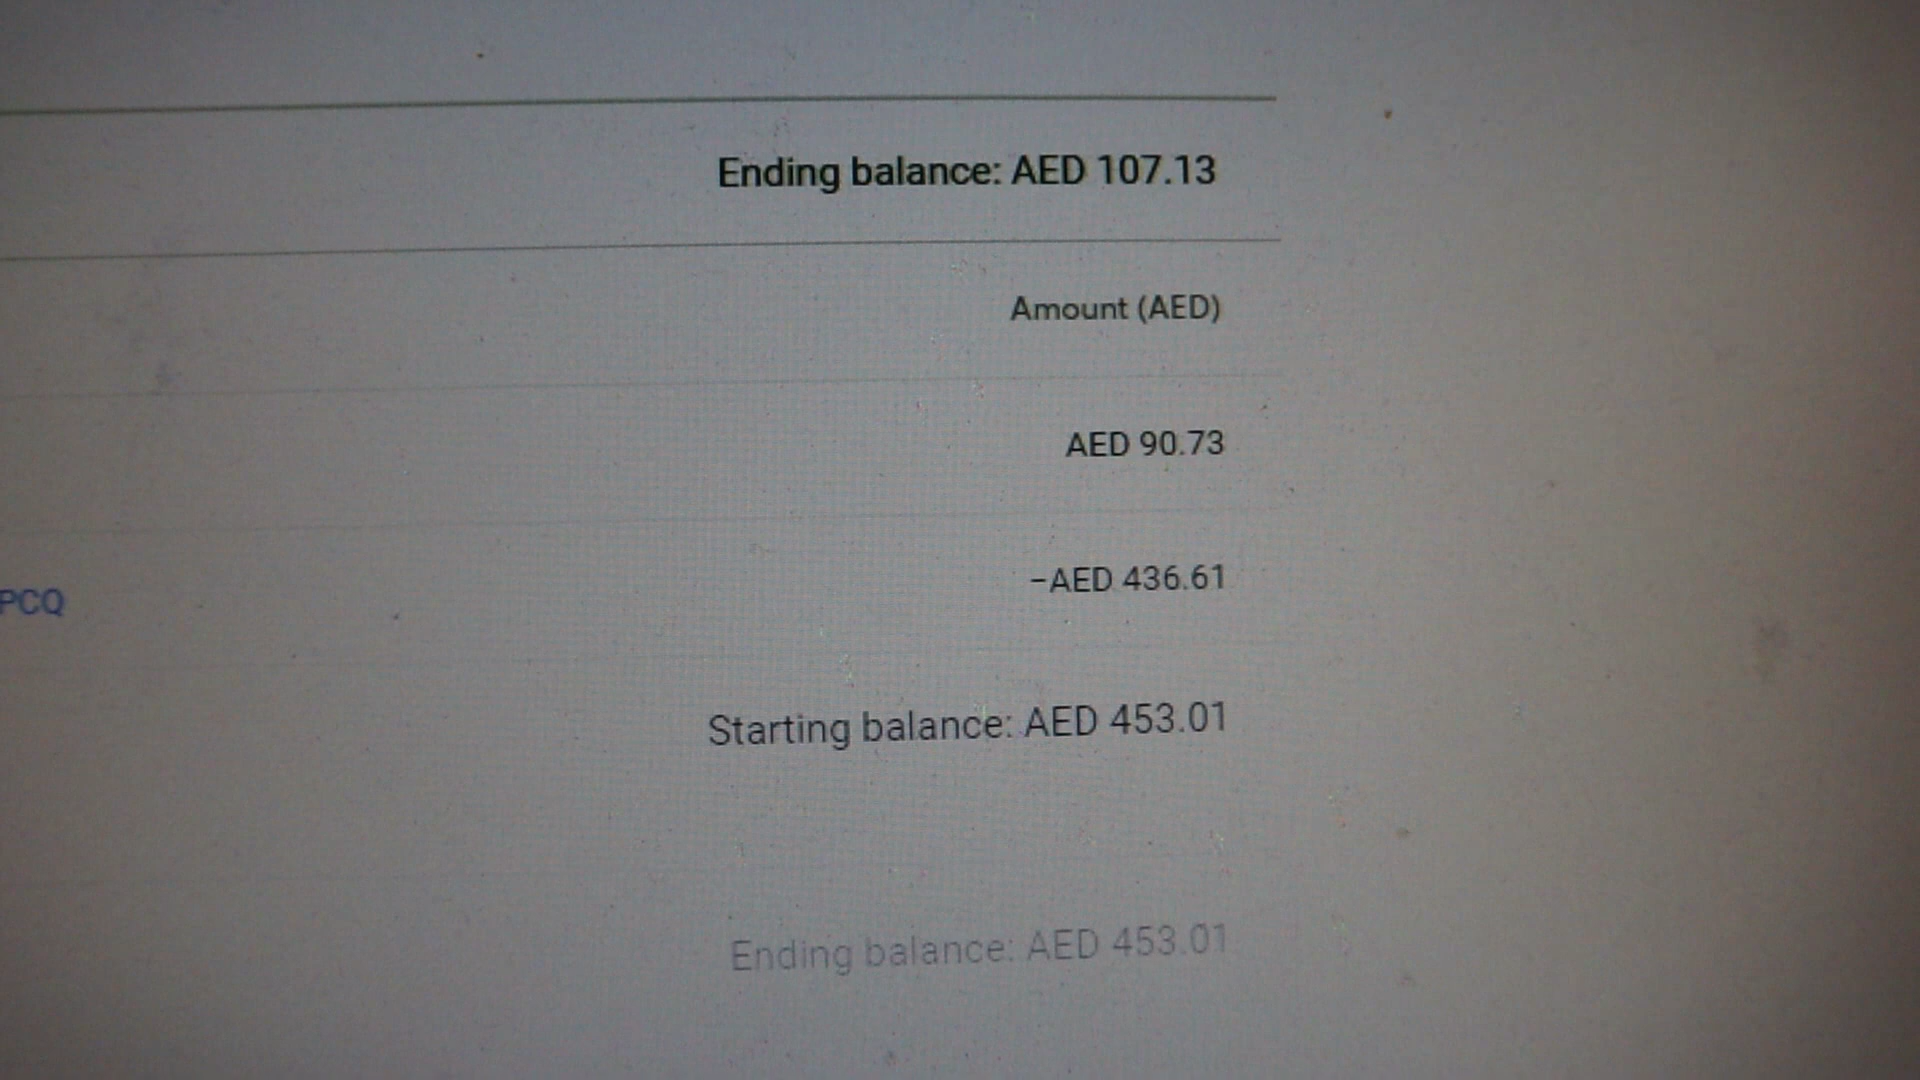 Ending balance: AED 107.13
Amount (AED)
AED 90.73
PCQ
-AED 436.61
Starting balance: AED 453.01
Ending balance: AED 453.01